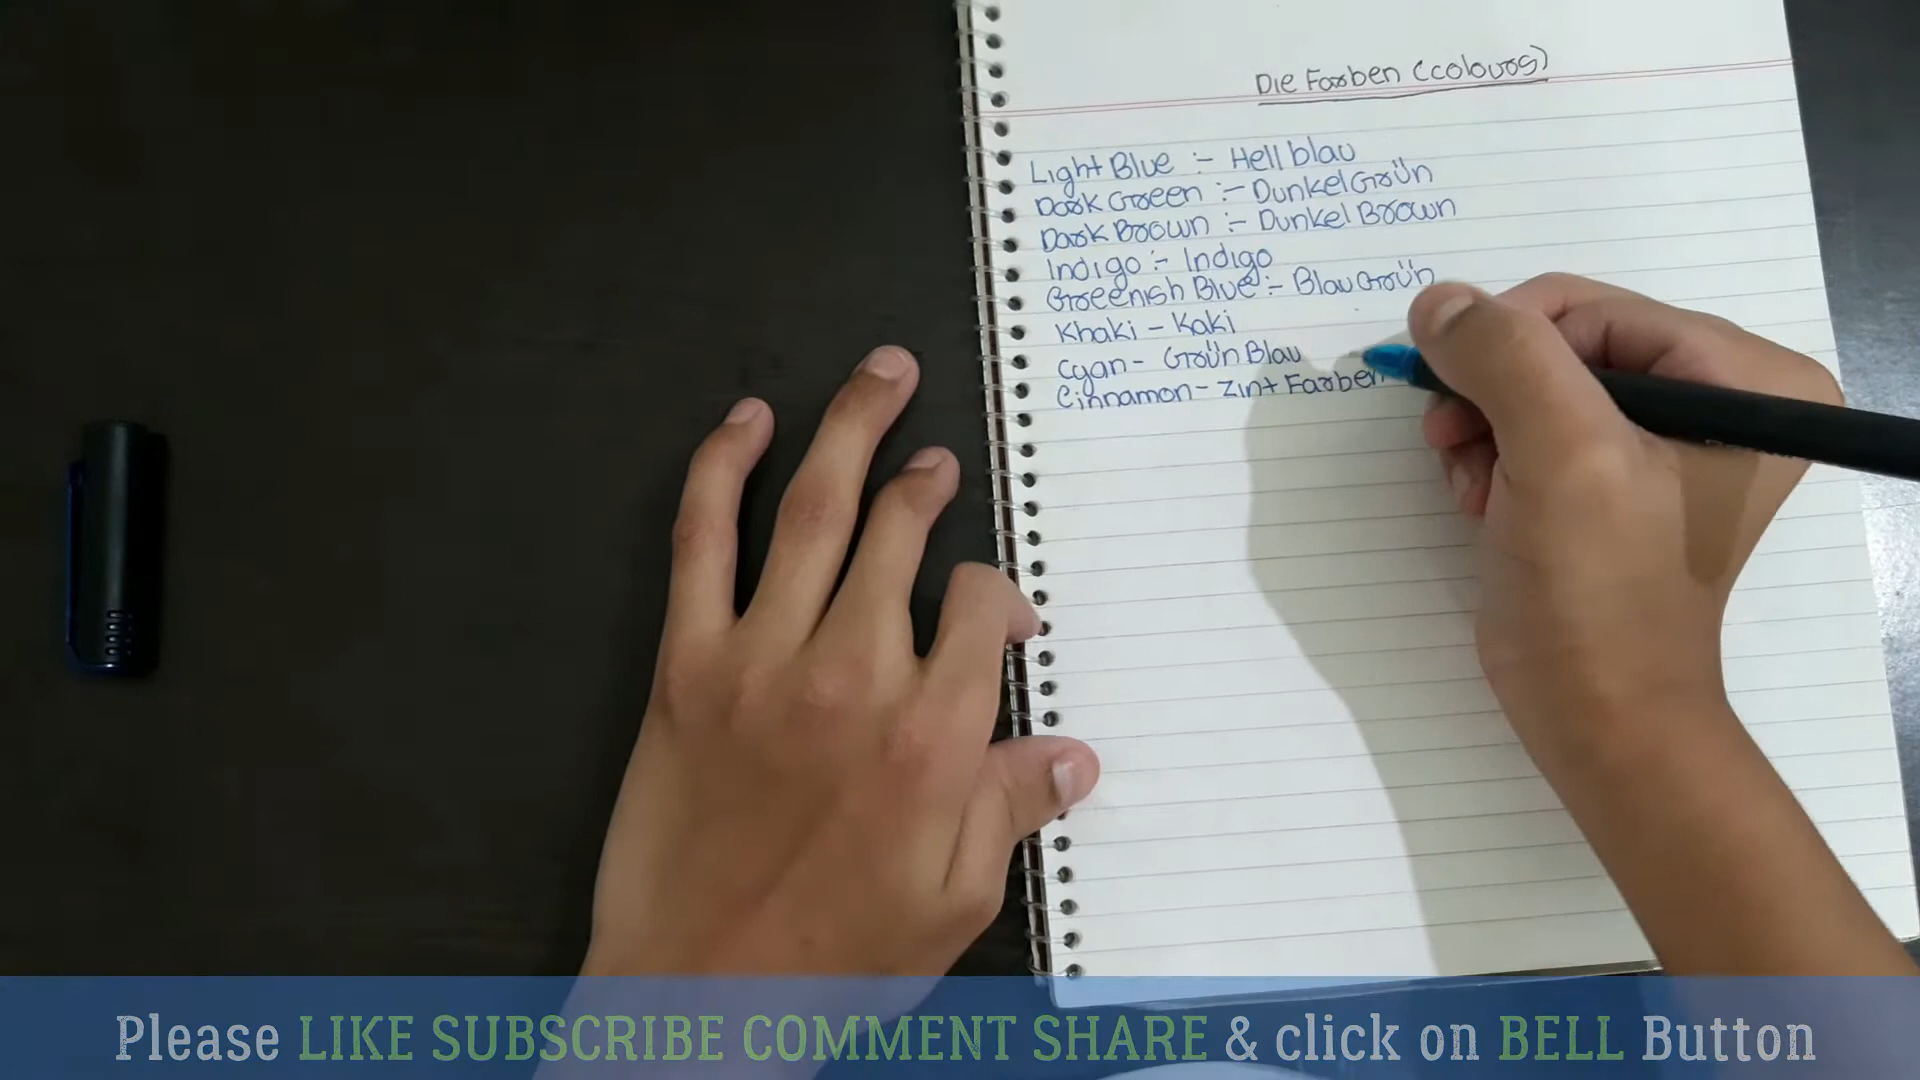 Die Farben (colours)
Light Blue :- Hell blau
Dark Green :- Dunkel Grün
Dark Brown :- Dunkel Brown
Indigo :- Indigo
Greenish Blue :- Blau Grün
Khaki - Kaki
Cyan - Grün Blau
Cinnamon - Zint Farben
Please LIKE SUBSCRIBE COMMENT SHARE & click on BELL Button